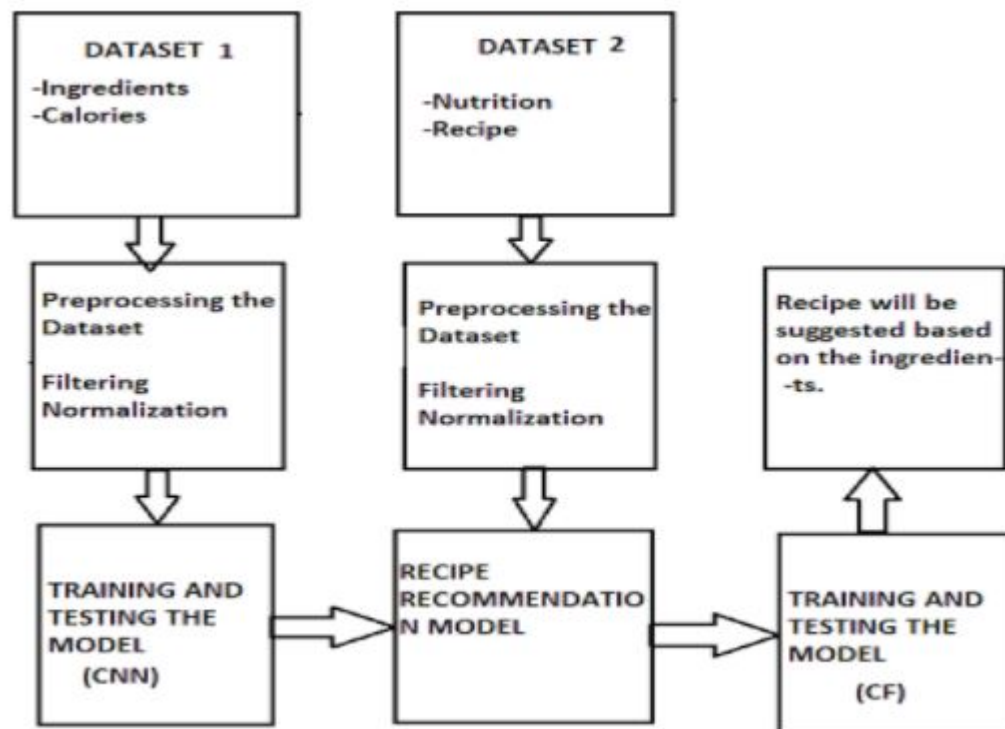 DATASET 1
-Ingredients
-Calories
DATASET 2
-Nutrition
-Recipe
Preprocessing the
Dataset
Filtering
Normalization
Preprocessing the
Dataset
Filtering
Normalization
Recipe will be
suggested based
on the ingredien-
-ts.
TRAINING AND
TESTING THE
MODEL
(CNN)
RECIPE
RECOMMENDATIO
N MODEL
TRAINING AND
TESTING THE
MODEL
(CF)